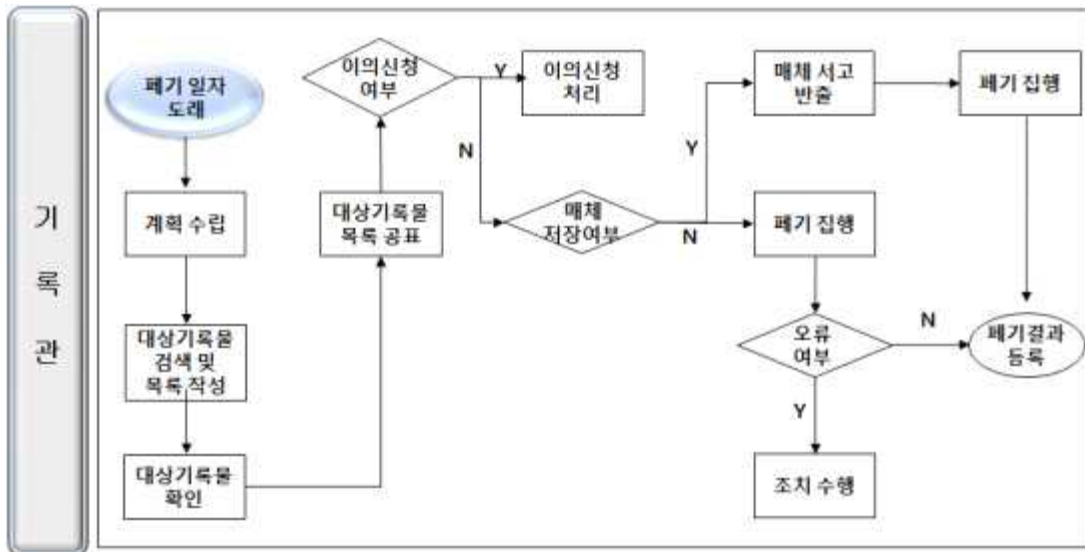 기
록
관
폐기 일자
도래
계획 수립
대상기록물
검색 및
목록 작성
대상기록물
확인
대상기록물
목록 공표
이의신청
여부
Y
이의신청
처리
N
매체
저장여부
Y
매체 서고
반출
폐기 집행
N
폐기 집행
오류
여부
N
폐기결과
등록
Y
조치 수행